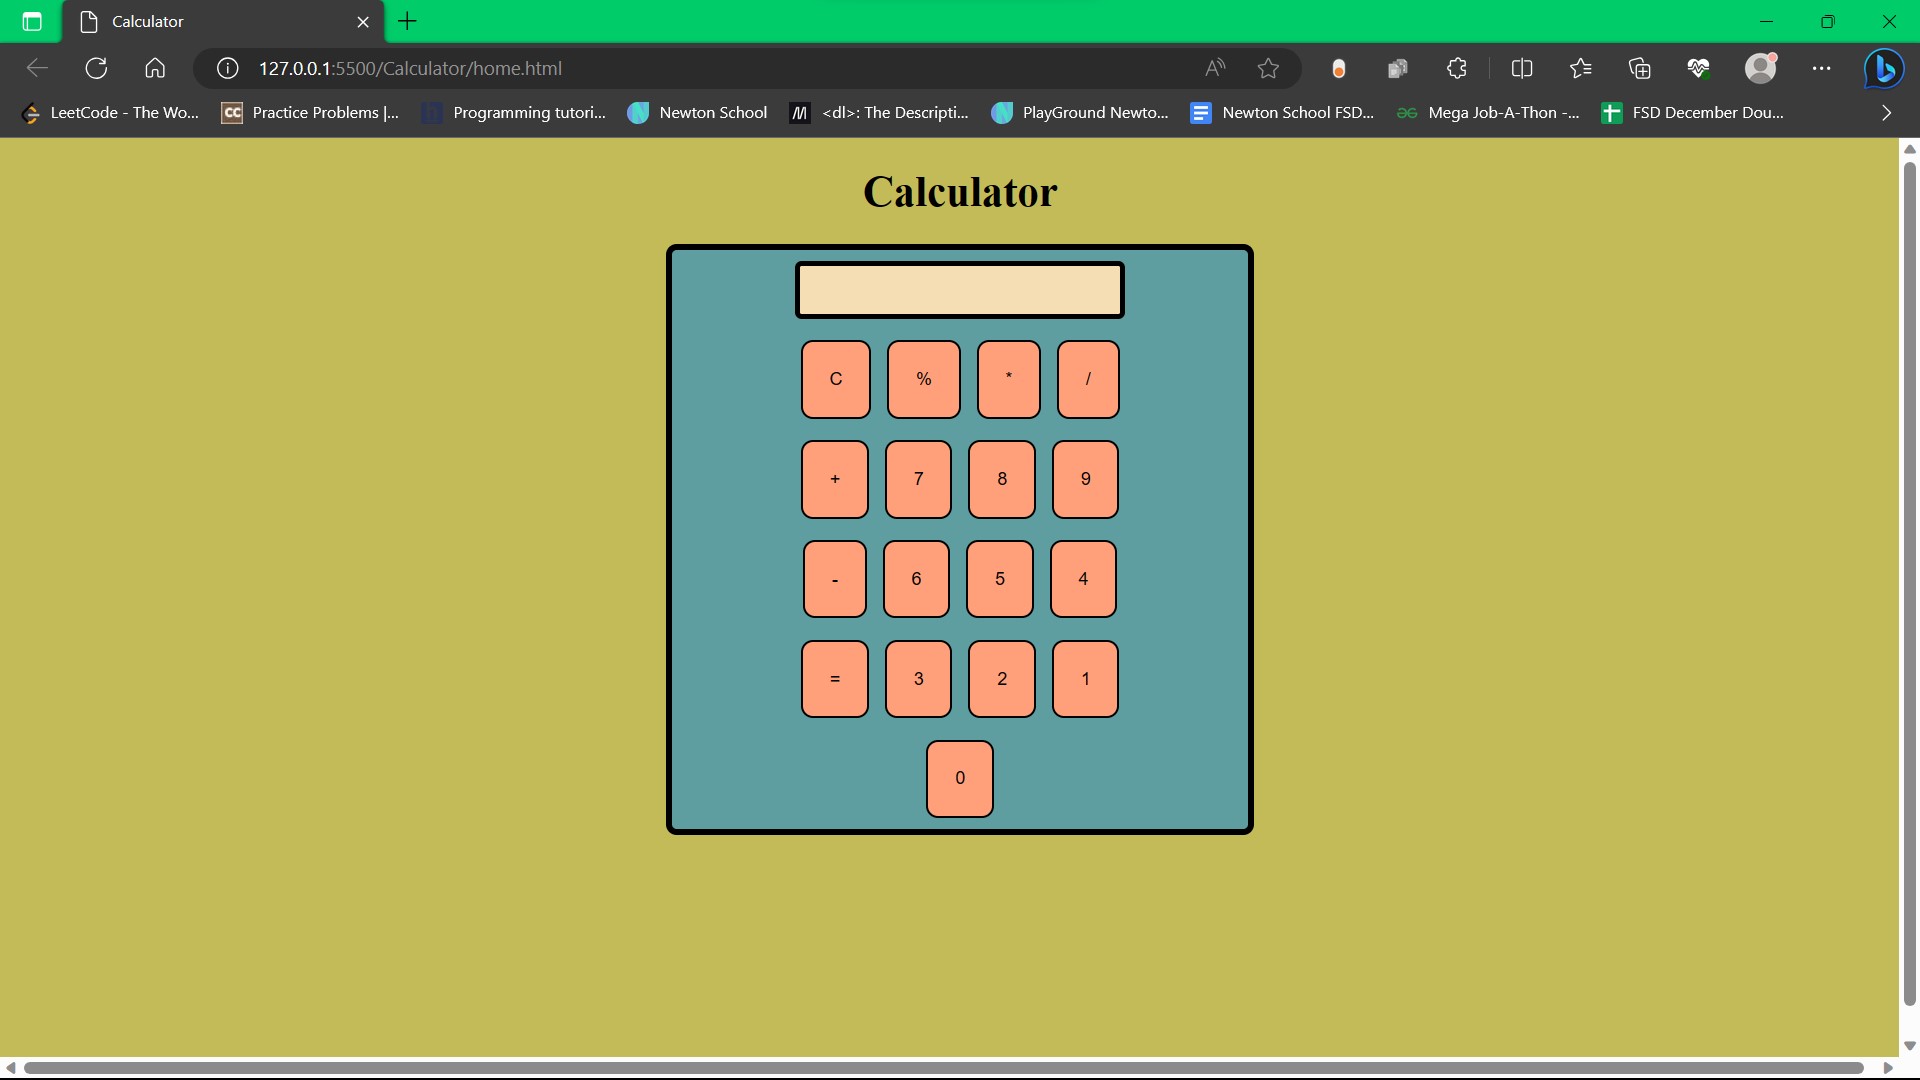 Calculator
127.0.0.1:5500/Calculator/home.html
LeetCode - The Wo... CC Practice Problems |... Programming tutori... Newton School <dl>: The Descripti... PlayGround Newto... Newton School FSD... Mega Job-A-Thon -... FSD December Dou...
Calculator
C % * /
+ 7 8 9
- 6 5 4
= 3 2 1
0